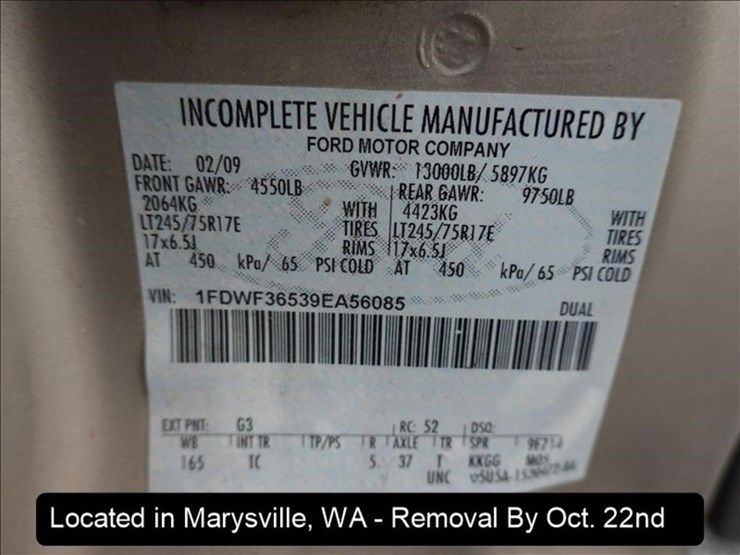 INCOMPLETE VEHICLE MANUFACTURED BY
FORD MOTOR COMPANY
DATE: 02/09 GVWR: 13000LB/ 5897KG
FRONT GAWR: 4550LB REAR GAWR: 9750LB
2064KG WITH 4423KG WITH
LT245/75R17E TIRES LT245/75R17E TIRES
17x6.5J RIMS 17x6.5J RIMS
AT 450 kPa/ 65 PSI COLD AT 450 kPa/ 65 PSI COLD
VIN: 1FDWF36539EA56085 DUAL
EXT PNT: G3 RC: 52 DSO:
WB INT TR TP/PS R AXLE TR SPR 96714
165 TC 5 37 T KKGG MOS
UNC
Located in Marysville, WA - Removal By Oct. 22nd